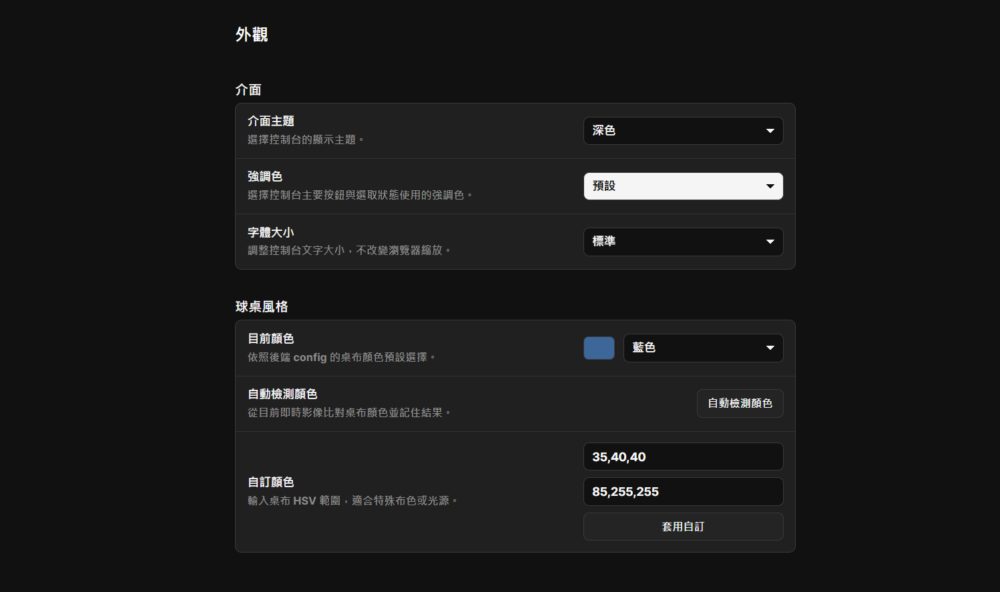 外觀
介面
介面主題
選擇控制台的顯示主題。
深色
強調色
選擇控制台主要按鈕與選取狀態使用的強調色。
預設
字體大小
調整控制台文字大小，不改變瀏覽器縮放。
標準
球桌風格
目前顏色
依照後端 config 的桌布顏色預設選擇。
藍色
自動檢測顏色
從目前即時影像比對桌布顏色並記住結果。
自動檢測顏色
自訂顏色
輸入桌布 HSV 範圍，適合特殊布色或光源。
35,40,40
85,255,255
套用自訂